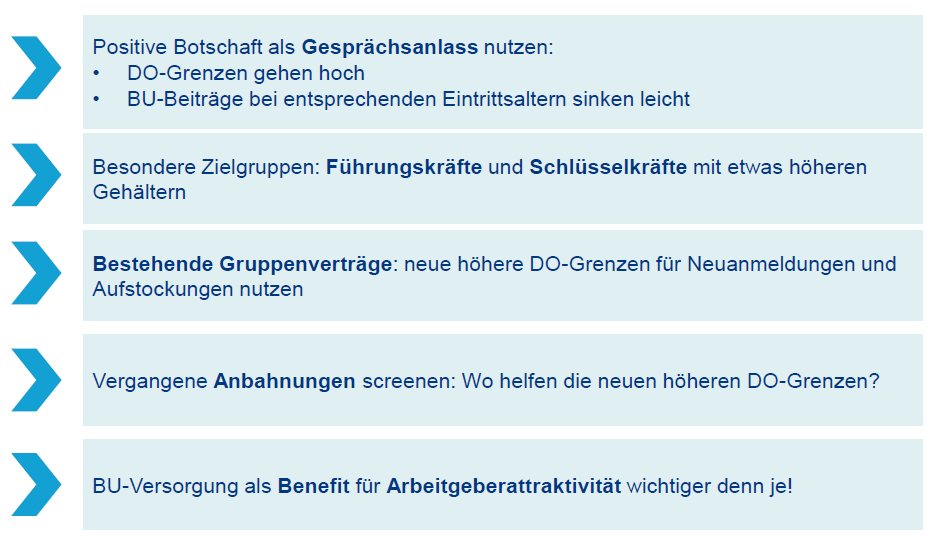 Positive Botschaft als Gesprächsanlass nutzen:
• DO-Grenzen gehen hoch
• BU-Beiträge bei entsprechenden Eintrittsaltern sinken leicht
Besondere Zielgruppen: Führungskräfte und Schlüsselkräfte mit etwas höheren
Gehältern
Bestehende Gruppenverträge: neue höhere DO-Grenzen für Neuanmeldungen und
Aufstockungen nutzen
Vergangene Anbahnungen screenen: Wo helfen die neuen höheren DO-Grenzen?
BU-Versorgung als Benefit für Arbeitgeberattraktivität wichtiger denn je!